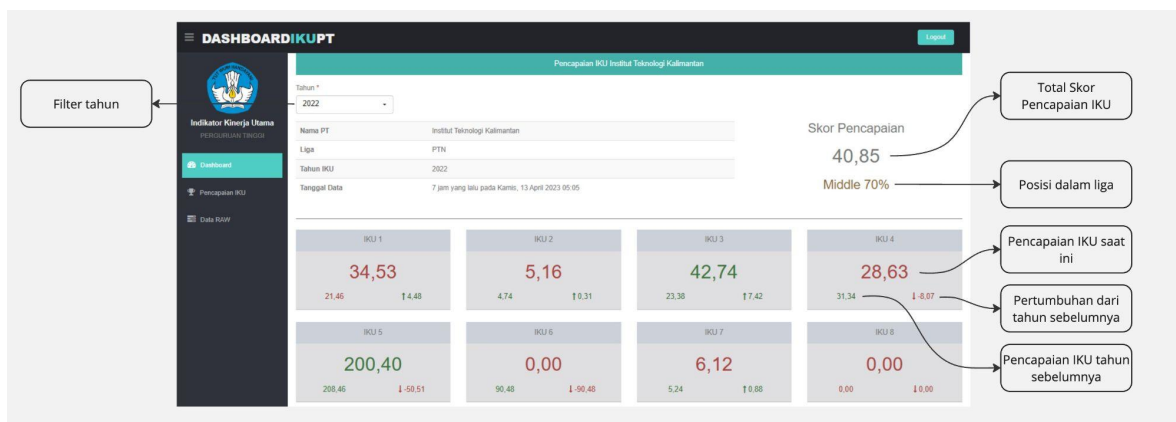 DASHBOARDIKUPT
Logout
Pencapaian IKU Institut Teknologi Kalimantan
Filter tahun
Indikator Kinerja Utama
PERGURUAN TINGGI
Dashboard
Pencapaian IKU
Data RAW
Tahun *
2022
Nama PT Institut Teknologi Kalimantan
Liga PTN
Tahun IKU 2022
Tanggal Data 7 jam yang lalu pada Kamis, 13 April 2023 05:05
Skor Pencapaian
40,85
Middle 70%
Total Skor
Pencapaian IKU
Posisi dalam liga
IKU 1
34,53
21,46 4,48
IKU 2
5,16
4,74 0,31
IKU 3
42,74
23,38 7,42
IKU 4
28,63
31,34 -8,07
Pencapaian IKU saat
ini
Pertumbuhan dari
tahun sebelumnya
Pencapaian IKU tahun
sebelumnya
IKU 5
200,40
208,46 -50,51
IKU 6
0,00
90,48 -90,48
IKU 7
6,12
5,24 0,88
IKU 8
0,00
0,00 0,00